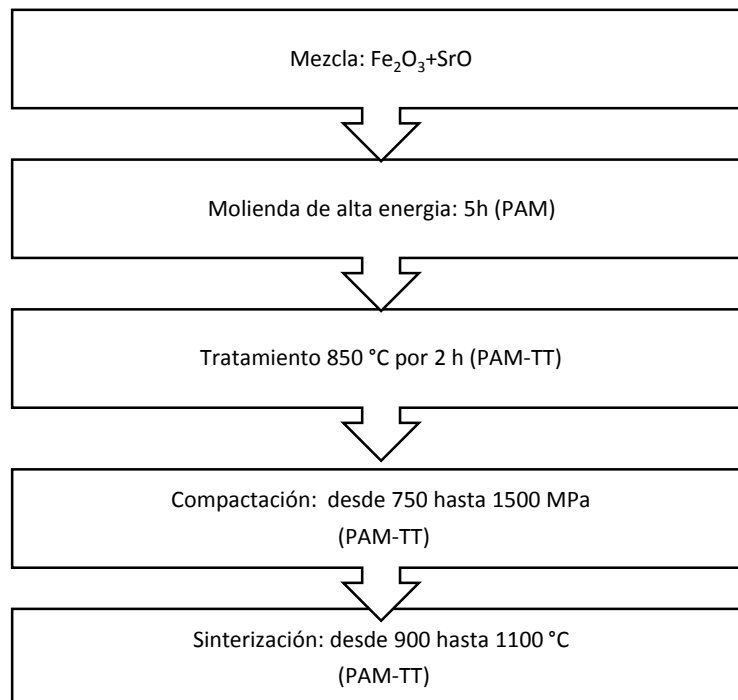 Mezcla: Fe₂O₃+SrO
Molienda de alta energia: 5h (PAM)
Tratamiento 850 °C por 2 h (PAM-TT)
Compactación: desde 750 hasta 1500 MPa
(PAM-TT)
Sinterización: desde 900 hasta 1100 °C
(PAM-TT)